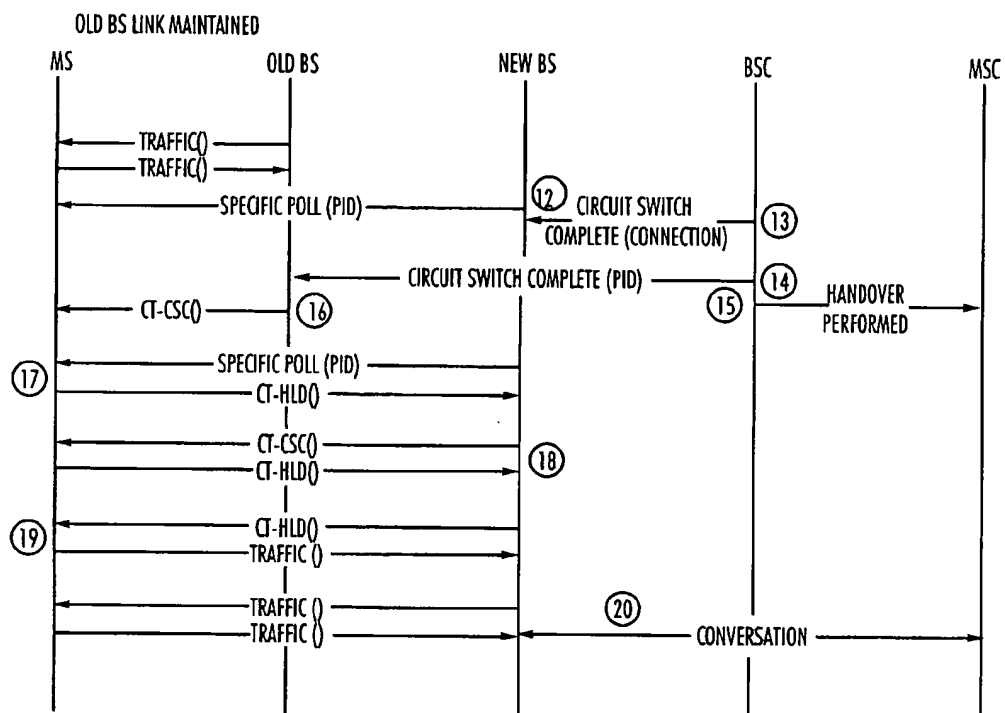 OLD BS LINK MAINTAINED
MS OLD BS NEW BS BSC MSC
TRAFFIC()
TRAFFIC()
SPECIFIC POLL (PID) 12 CIRCUIT SWITCH 13
COMPLETE (CONNECTION)
CIRCUIT SWITCH COMPLETE (PID) 14
CT-CSC() 16 15 HANDOVER
PERFORMED
SPECIFIC POLL (PID)
17 CT-HLD()
CT-CSC()
18
CT-HLD()
CT-HLD()
19
TRAFFIC ()
TRAFFIC () 20
TRAFFIC () CONVERSATION